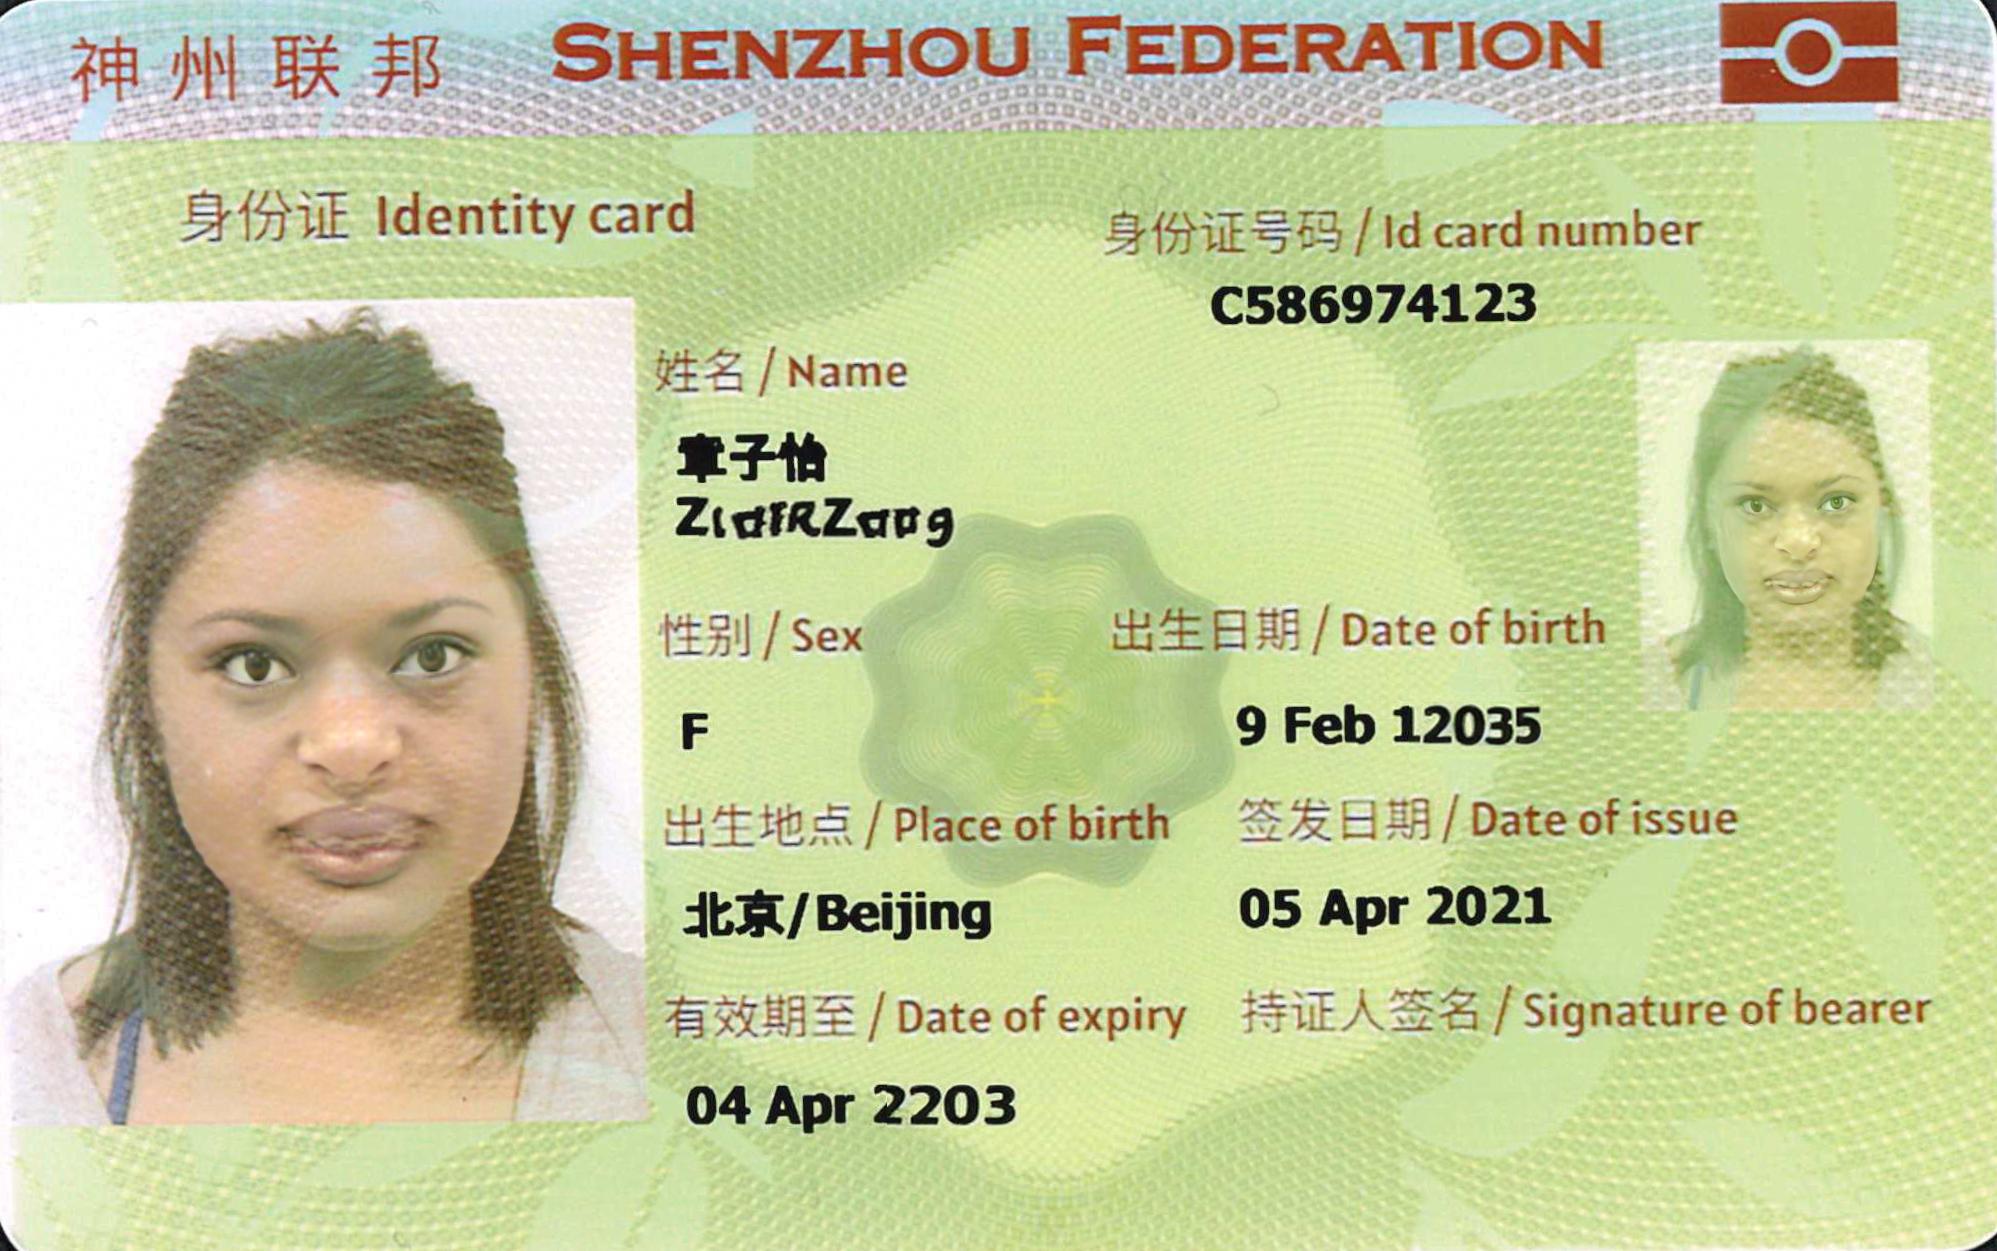 神州联邦 SHENZHOU FEDERATION
身份证 Identity card
身份证号码 / Id card number
C586974123
姓名 / Name
章子怡
性别 / Sex
出生日期 / Date of birth
F
9 Feb 12035
出生地点 / Place of birth
签发日期 / Date of issue
北京/Beijing
05 Apr 2021
有效期至 / Date of expiry
持证人签名 / Signature of bearer
04 Apr 2203